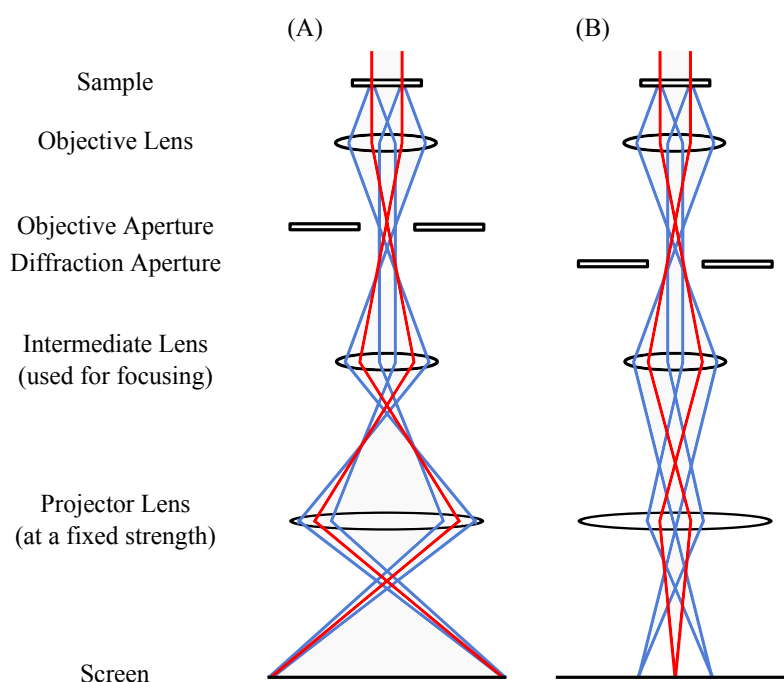 (A)
(B)
Sample
Objective Lens
Objective Aperture
Diffraction Aperture
Intermediate Lens
(used for focusing)
Projector Lens
(at a fixed strength)
Screen